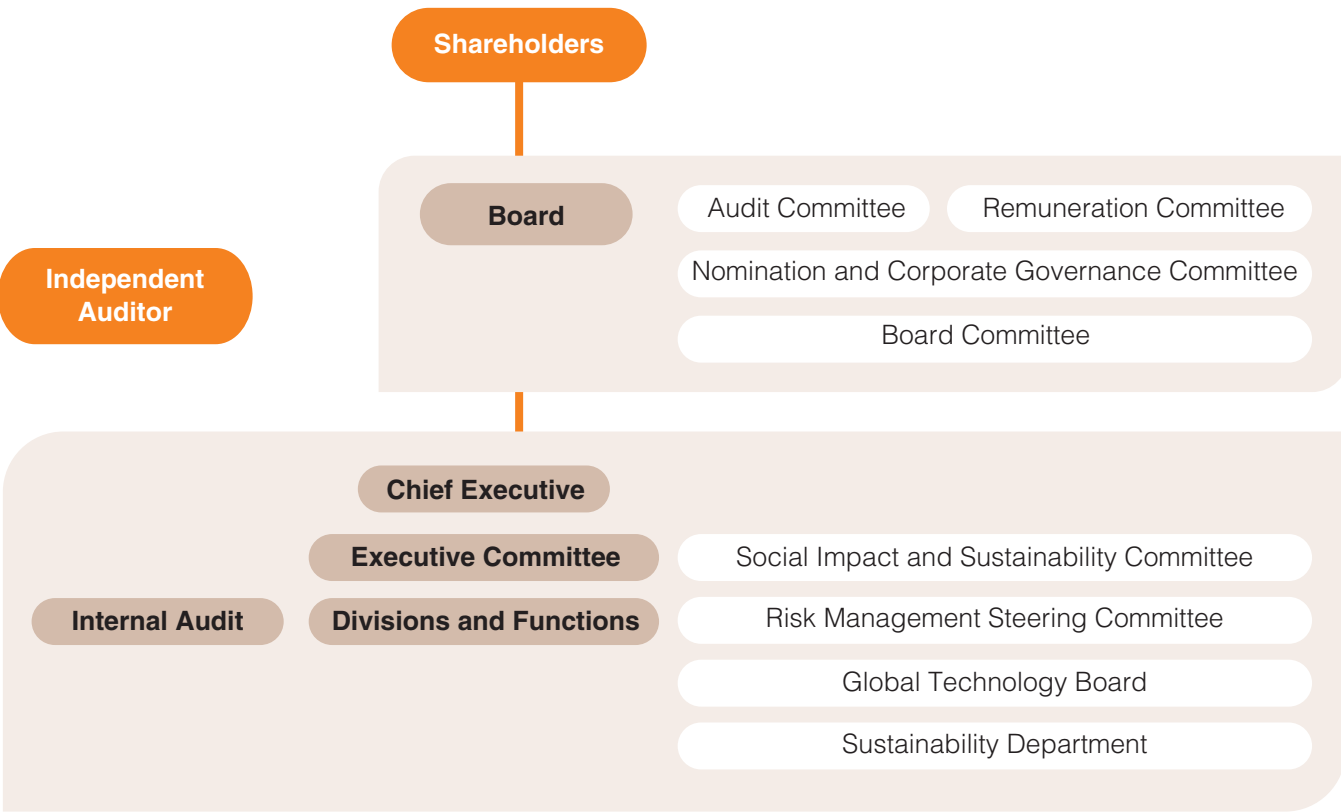 Shareholders
Board
Audit Committee
Remuneration Committee
Nomination and Corporate Governance Committee
Board Committee
Independent
Auditor
Chief Executive
Executive Committee
Social Impact and Sustainability Committee
Internal Audit
Divisions and Functions
Risk Management Steering Committee
Global Technology Board
Sustainability Department